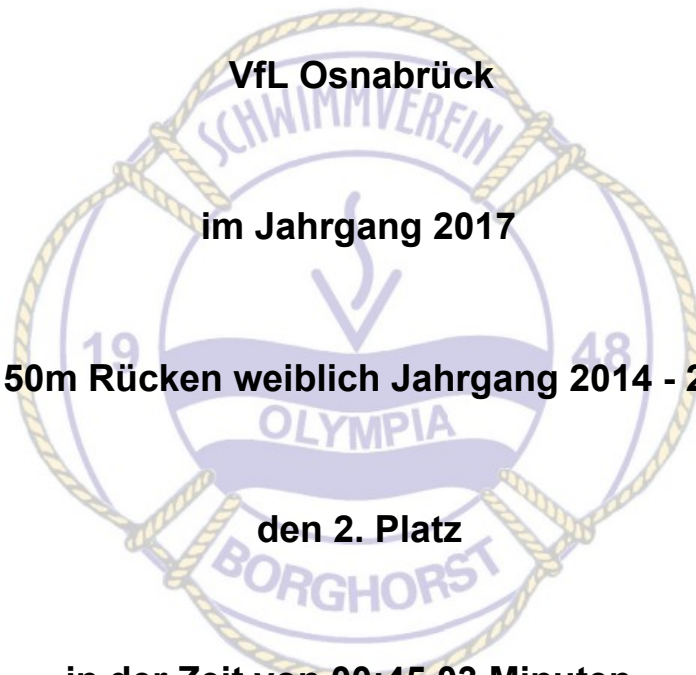 VfL Osnabrück
SCHWIMMVEREIN
im Jahrgang 2017
19 48
50m Rücken weiblich Jahrgang 2014 -
OLYMPIA
den 2. Platz
BORGHORST
in der Zeit von 00:45,93 Minuten